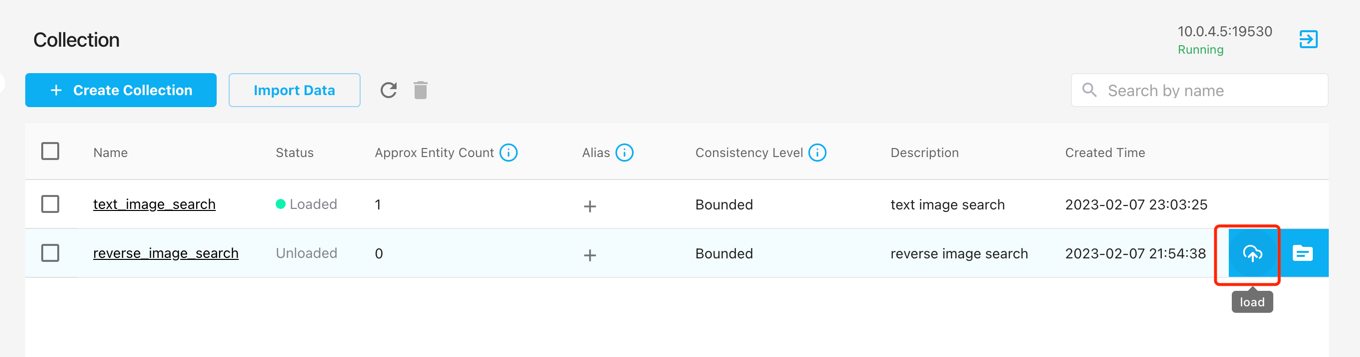 Collection
10.0.4.5:19530
Running
+ Create Collection
Import Data
Search by name
Name Status Approx Entity Count Alias Consistency Level Description Created Time
text_image_search Loaded 1 + Bounded text image search 2023-02-07 23:03:25
reverse_image_search Unloaded 0 + Bounded reverse image search 2023-02-07 21:54:38
load